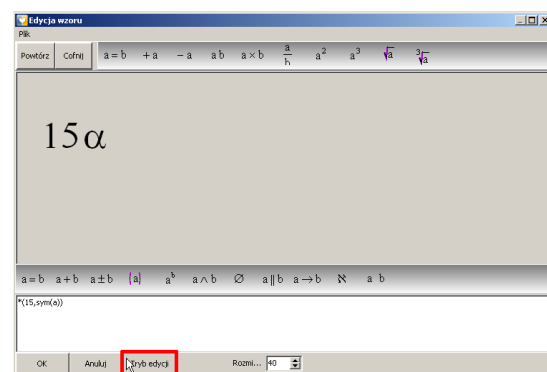 Edycja wzoru
Plik
Powtórz Cofnij a = b + a − a a b a × b a/b a² a³ √a ³√a
15α
a = b a + b a ± b {a} aᵇ a ∧ b ∅ a ∥ b a → b ℵ a b
*(15,sym(a))
OK Anuluj Tryb edycji Rozmi... 40